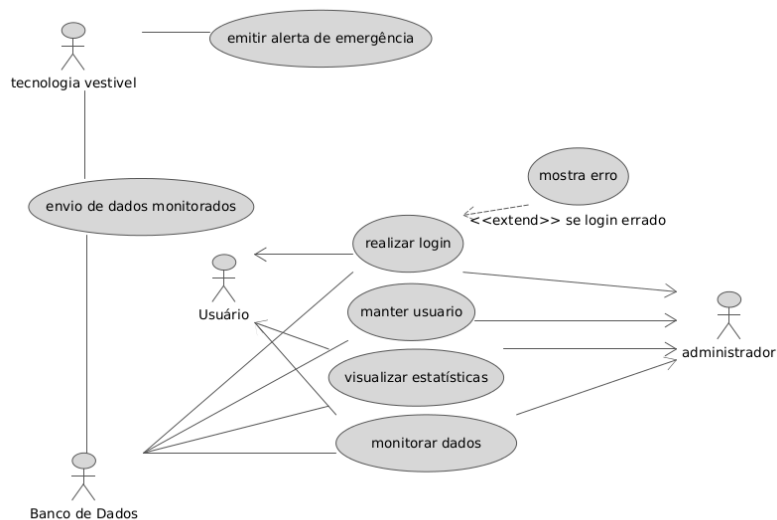 emitir alerta de emergência
tecnologia vestivel
mostra erro
envio de dados monitorados
<<extend>> se login errado
realizar login
Usuário
manter usuario
administrador
visualizar estatísticas
monitorar dados
Banco de Dados